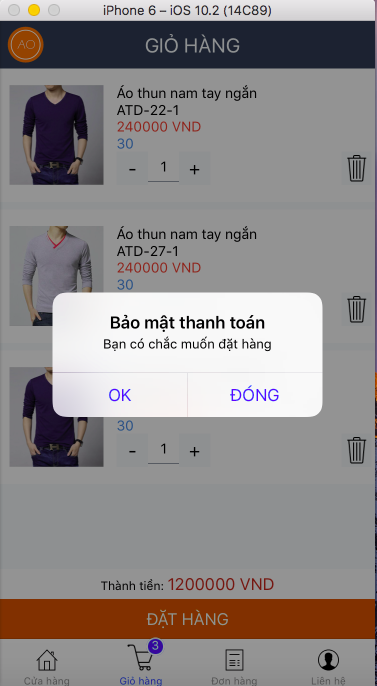 iPhone 6 – iOS 10.2 (14C89)
AO
GIỎ HÀNG
Áo thun nam tay ngắn
ATD-22-1
240000 VND
30
- 1 +
Áo thun nam tay ngắn
ATD-27-1
240000 VND
30
Bảo mật thanh toán
Bạn có chắc muốn đặt hàng
OK ĐÓNG
30
- 1 +
Thành tiền: 1200000 VND
ĐẶT HÀNG
3
Cửa hàng Giỏ hàng Đơn hàng Liên hệ